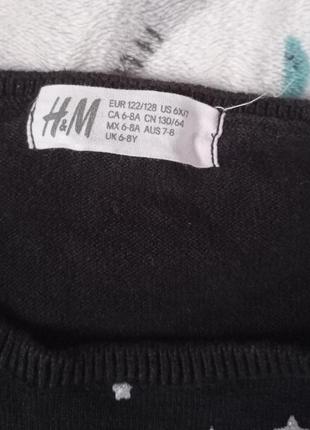 H&M
EUR 122/128 US 6X/7
CA 6-8A CN 130/64
MX 6-8A AUS 7-8
UK 6-8Y